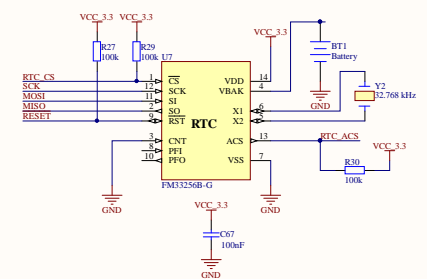 VCC_3.3 VCC_3.3
VCC_3.3
R27
100k
R29
100k
U7
BT1
Battery
RTC_CS 1 CS VDD 14
SCK 12 SCK VBAK 4
MOSI 11 SI
MISO 2 SO X1 6
RESET 9 RST X2 5
RTC
3 CNT ACS 13 RTC_ACS
8 PFI
10 PFO VSS 7
FM33256B-G
GND
Y2
32.768 kHz
VCC_3.3
R30
100k
GND
GND
VCC_3.3
C67
100nF
GND